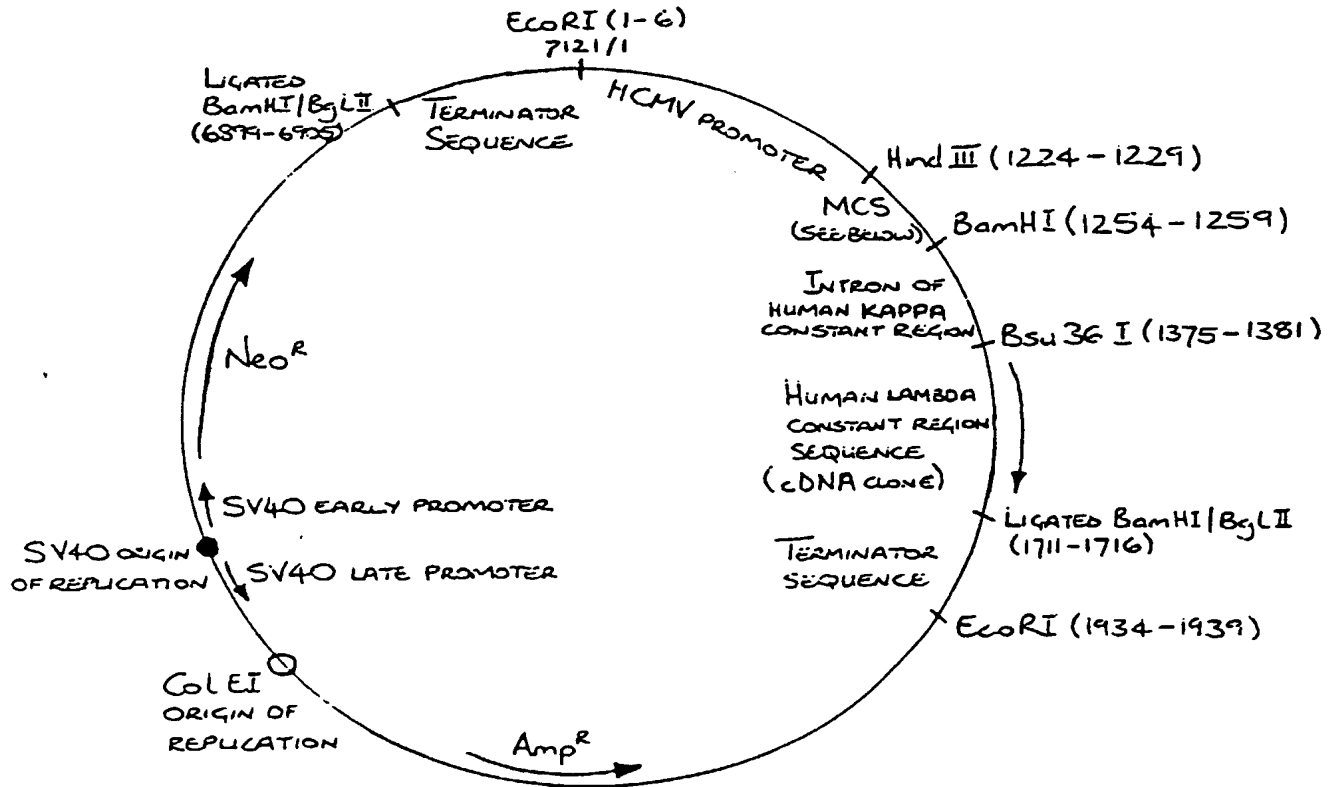 EcoRI (1-6)
7121/1
LIGATED
BamHI/BgLII
(6899-6905)
TERMINATOR
SEQUENCE
HCMV PROMOTER
Hind III (1224-1229)
MCS
(SEE BELOW)
BamHI (1254-1259)
INTRON OF
HUMAN KAPPA
CONSTANT REGION
Bsu 36 I (1375-1381)
NeoR
HUMAN LAMBDA
CONSTANT REGION
SEQUENCE
(cDNA CLONE)
SV40 EARLY PROMOTER
LIGATED BamHI/BgLII
(1711-1716)
SV40 ORIGIN
OF REPLICATION
SV40 LATE PROMOTER
TERMINATOR
SEQUENCE
EcoRI (1934-1939)
Col EI
ORIGIN OF
REPLICATION
AmpR